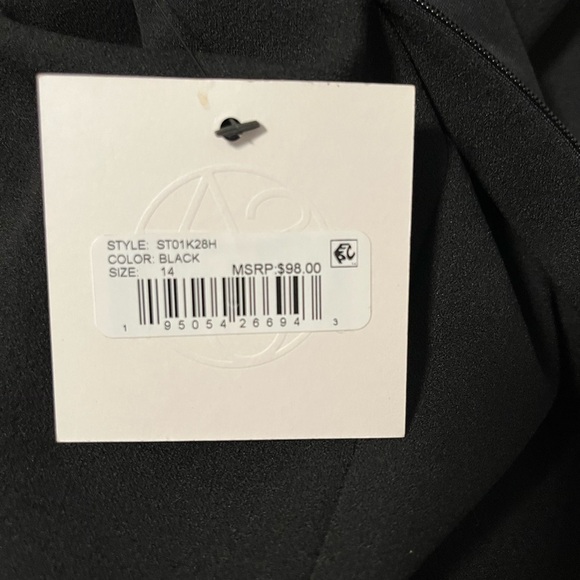 STYLE: ST01K28H
COLOR: BLACK
SIZE: 14 MSRP:$98.00
1 95054 26694 3